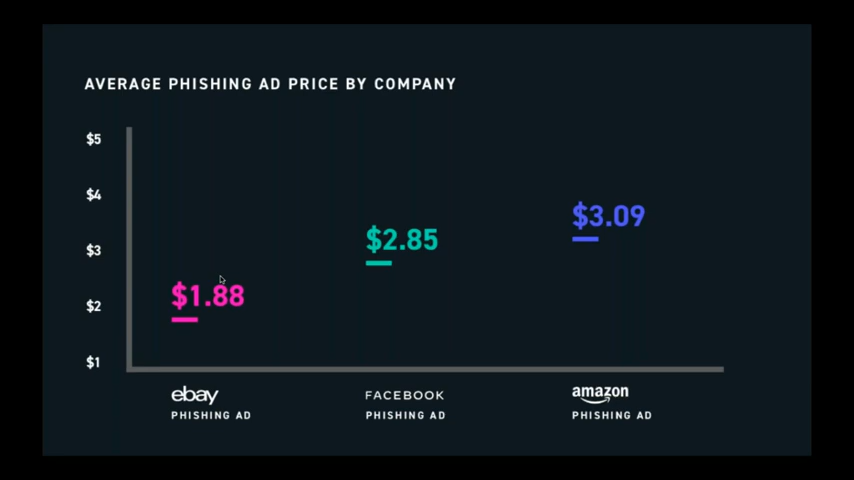 AVERAGE PHISHING AD PRICE BY COMPANY
$5
$4
$3
$2
$1
$1.88
$2.85
$3.09
ebay
PHISHING AD
FACEBOOK
PHISHING AD
amazon
PHISHING AD